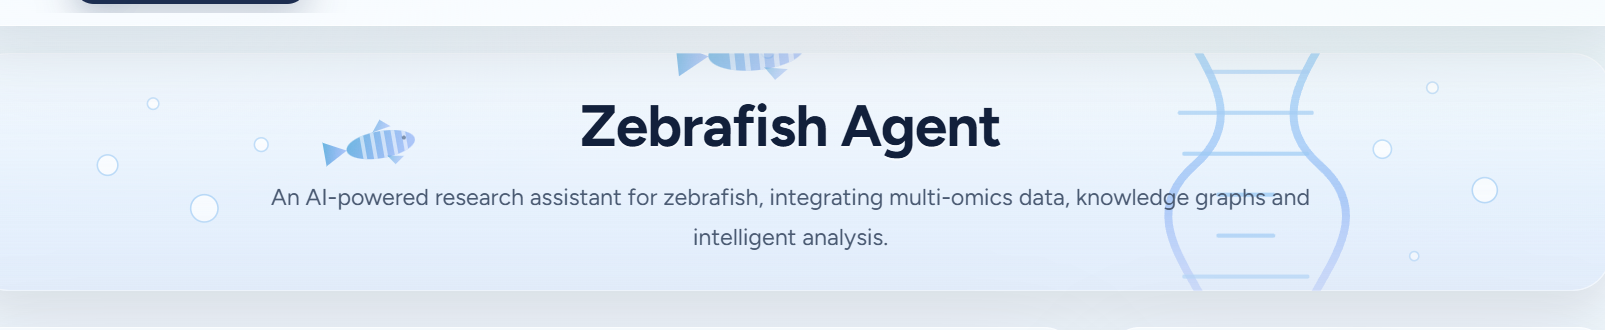 Zebrafish Agent
An AI-powered research assistant for zebrafish, integrating multi-omics data, knowledge graphs and
intelligent analysis.